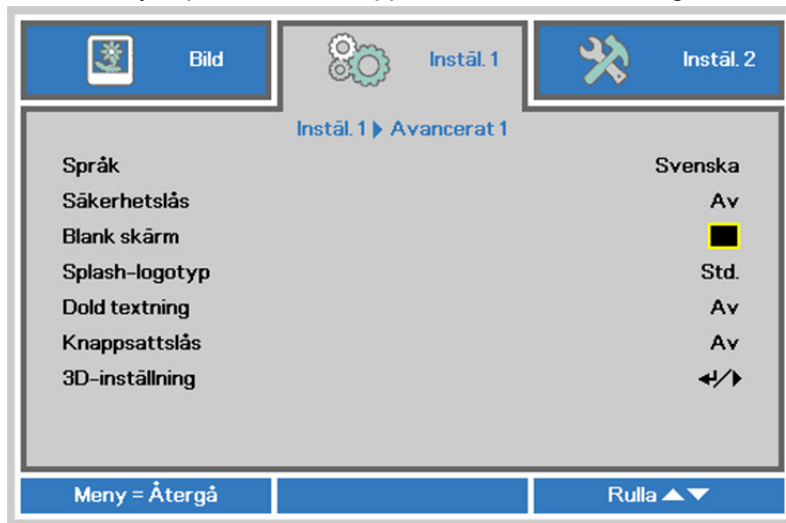 Bild
Instäl. 1
Instäl. 2
Instäl. 1 Avancerat 1
Språk Svenska
Säkerhetslås Av
Blank skärm
Splash-logotyp Std.
Dold textning Av
Knappsattslås Av
3D-inställning /
Meny = Återgå
Rulla